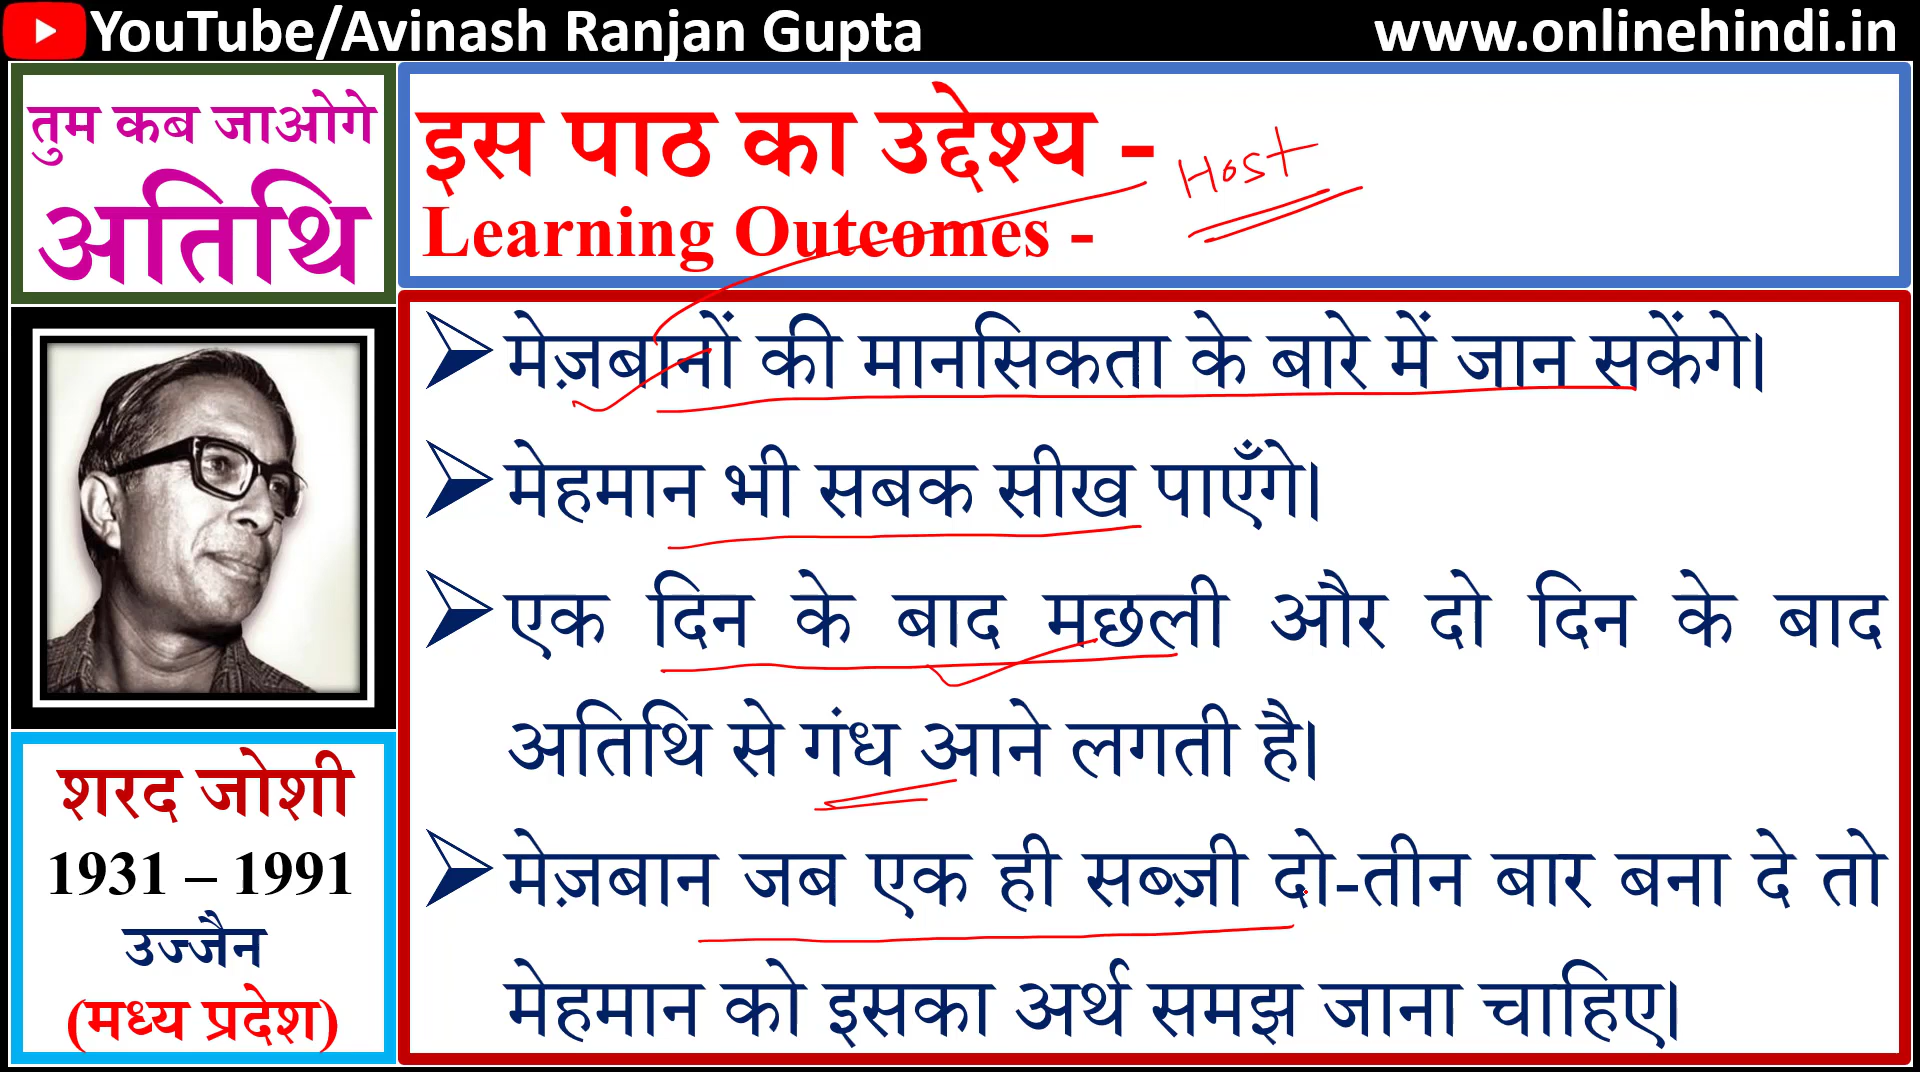 YouTube/Avinash Ranjan Gupta
www.onlinehindi.in
तुम कब जाओगे
अतिथि
इस पाठ का उद्देश्य -
Host
Learning Outcomes -
मेज़बानों की मानसिकता के बारे में जान सकेंगे।
मेहमान भी सबक सीख पाएँगे।
एक दिन के बाद मछली और दो दिन के बाद
अतिथि से गंध आने लगती है।
मेज़बान जब एक ही सब्ज़ी दो-तीन बार बना दे तो
मेहमान को इसका अर्थ समझ जाना चाहिए।
शरद जोशी
1931 – 1991
उज्जैन
(मध्य प्रदेश)